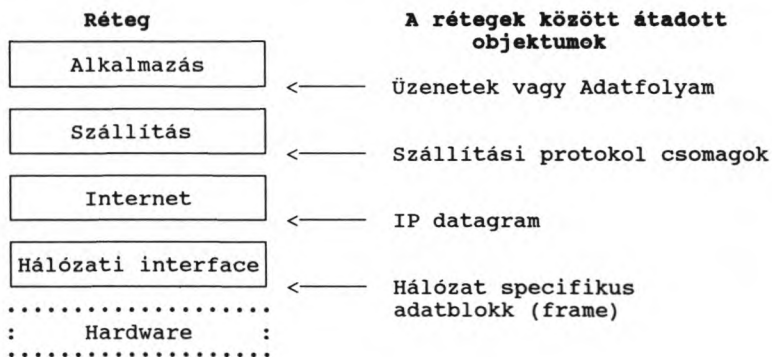 Réteg
A rétegek között átadott
objektumok
Alkalmazás
<—— Üzenetek vagy Adatfolyam
Szállítás
<—— Szállítási protokol csomagok
Internet
<—— IP datagram
Hálózati interface
<—— Hálózat specifikus
adatblokk (frame)
: Hardware :